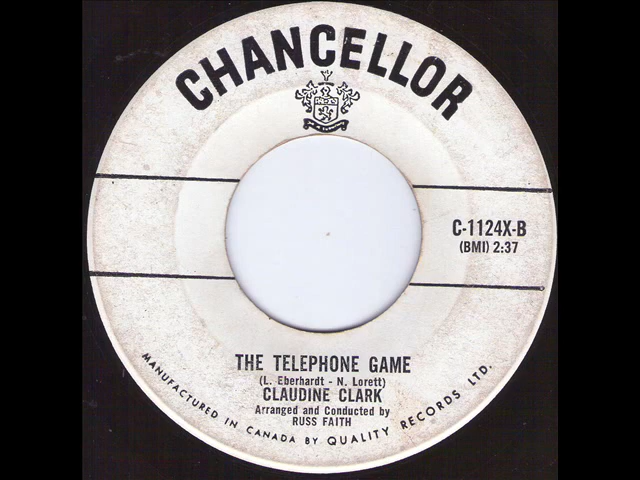 CHANCELLOR
C-1124X-B
(BMI) 2:37
THE TELEPHONE GAME
(L. Eberhardt - N. Lorett)
CLAUDINE CLARK
Arranged and Conducted by
RUSS FAITH
MANUFACTURED IN CANADA BY QUALITY RECORDS LTD.